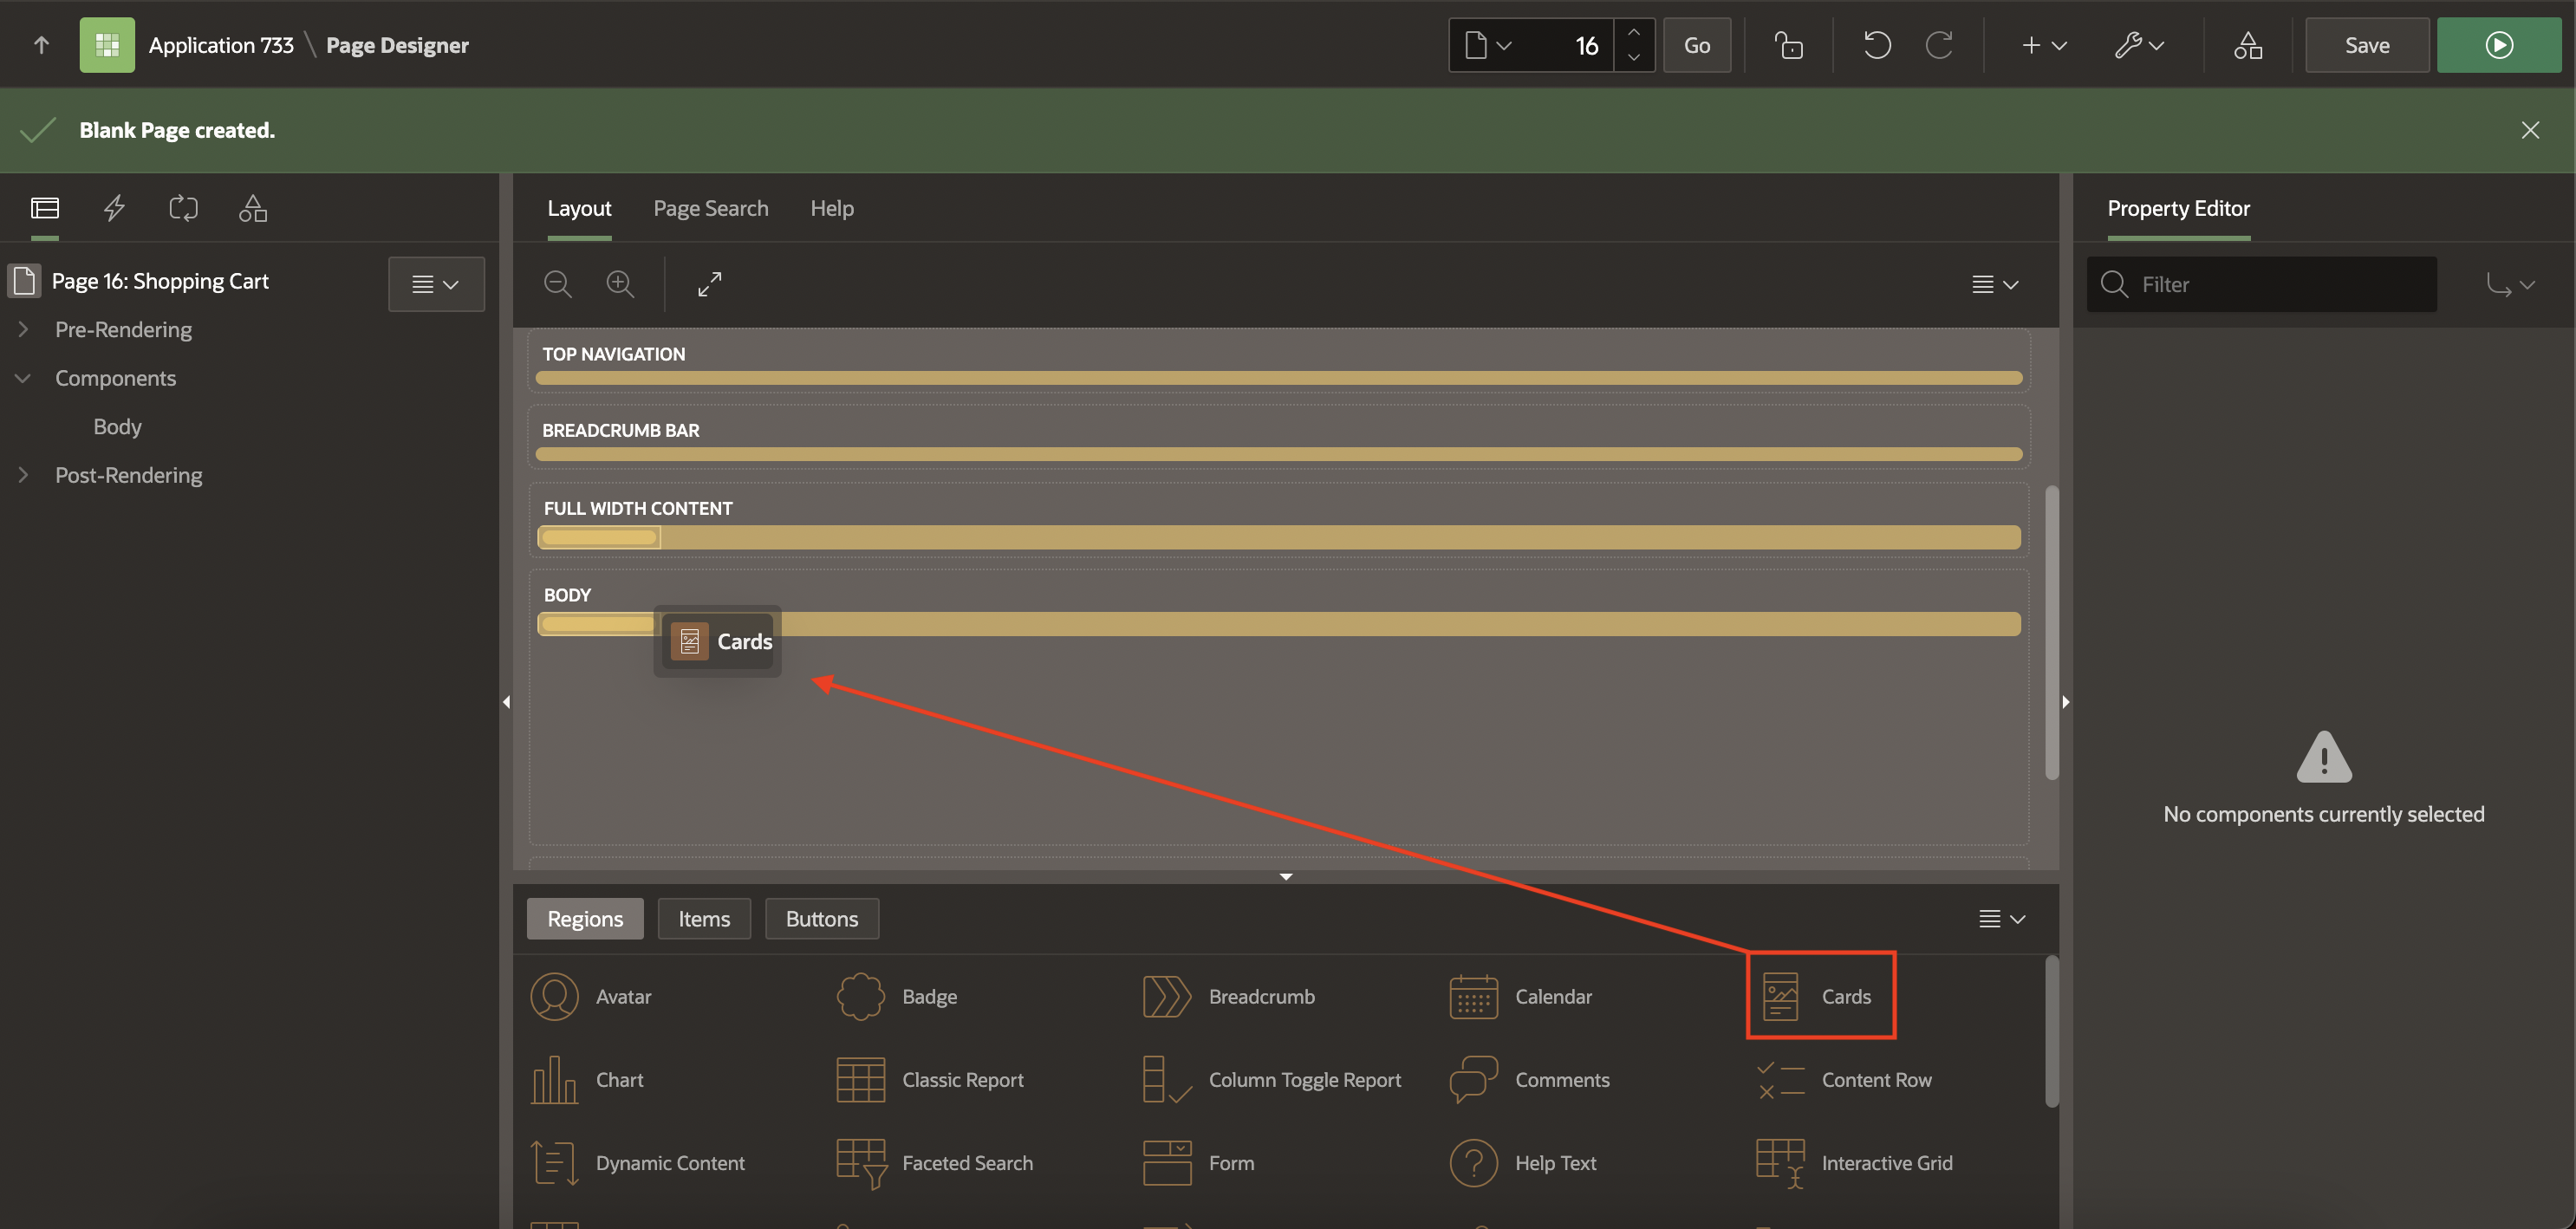 Application 733 \ Page Designer
16
Go
Save
Blank Page created.
Layout
Page Search
Help
Property Editor
Page 16: Shopping Cart
Filter
Pre-Rendering
Components
Body
Post-Rendering
TOP NAVIGATION
BREADCRUMB BAR
FULL WIDTH CONTENT
BODY
Cards
No components currently selected
Regions
Items
Buttons
Avatar
Badge
Breadcrumb
Calendar
Cards
Chart
Classic Report
Column Toggle Report
Comments
Content Row
Dynamic Content
Faceted Search
Form
Help Text
Interactive Grid